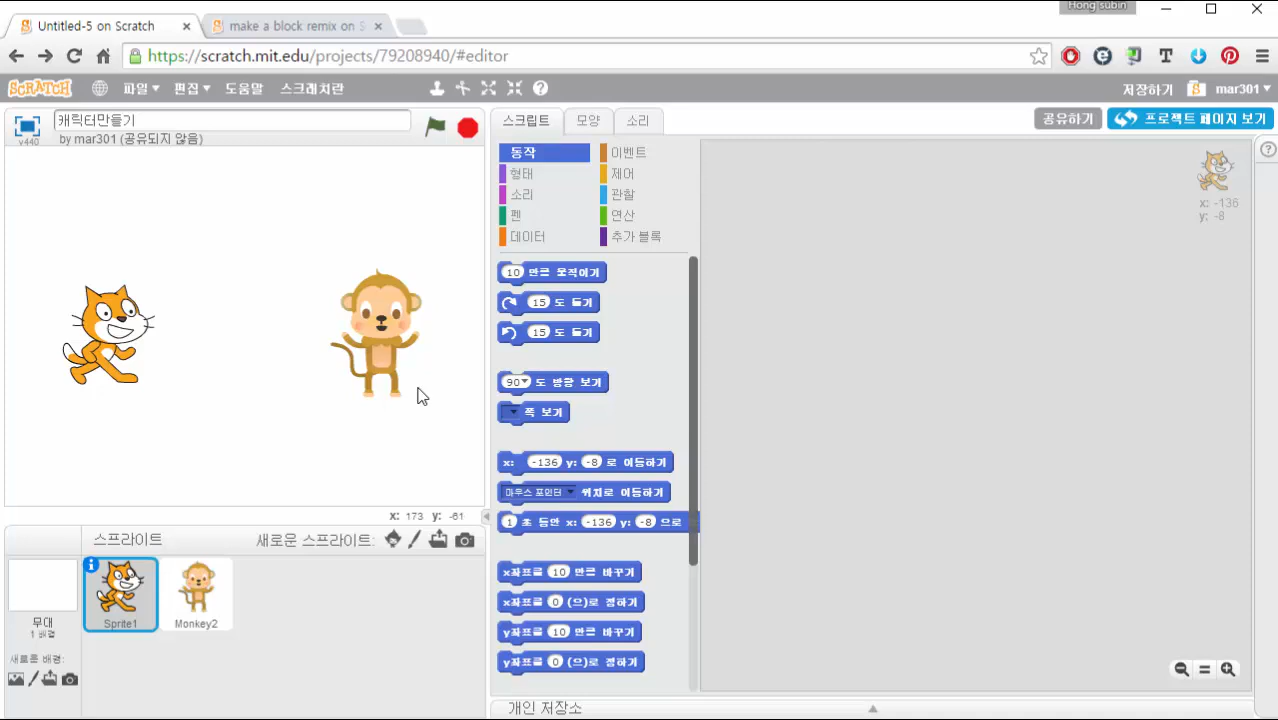 Hong subin
Untitled-5 on Scratch
make a block remix on S
https://scratch.mit.edu/projects/79208940/#editor
SCRATCH 파일 편집 도움말 스크래치란 저장하기 mar301
v440 캐릭터만들기
by mar301 (공유되지 않음)
스크립트 모양 소리 공유하기 프로젝트 페이지 보기
동작 이벤트
형태 제어
소리 관찰
펜 연산
데이터 추가 블록
x: -136
y: -8
10 만큼 움직이기
15 도 돌기
15 도 돌기
90 도 방향 보기
쪽 보기
x: -136 y: -8 로 이동하기
마우스 포인터 위치로 이동하기
1 초 동안 x: -136 y: -8 으로
x좌표를 10 만큼 바꾸기
x좌표를 0 (으)로 정하기
y좌표를 10 만큼 바꾸기
y좌표를 0 (으)로 정하기
x: 173 y: -61
스프라이트 새로운 스프라이트:
무대
1 배경
Sprite1
Monkey2
새로운 배경:
개인 저장소